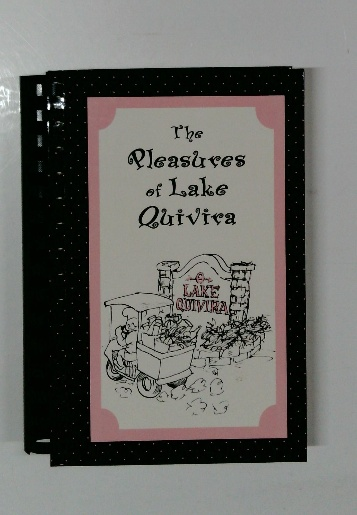 The
Pleasures
of Lake
Quivira
LAKE
QUIVIRA